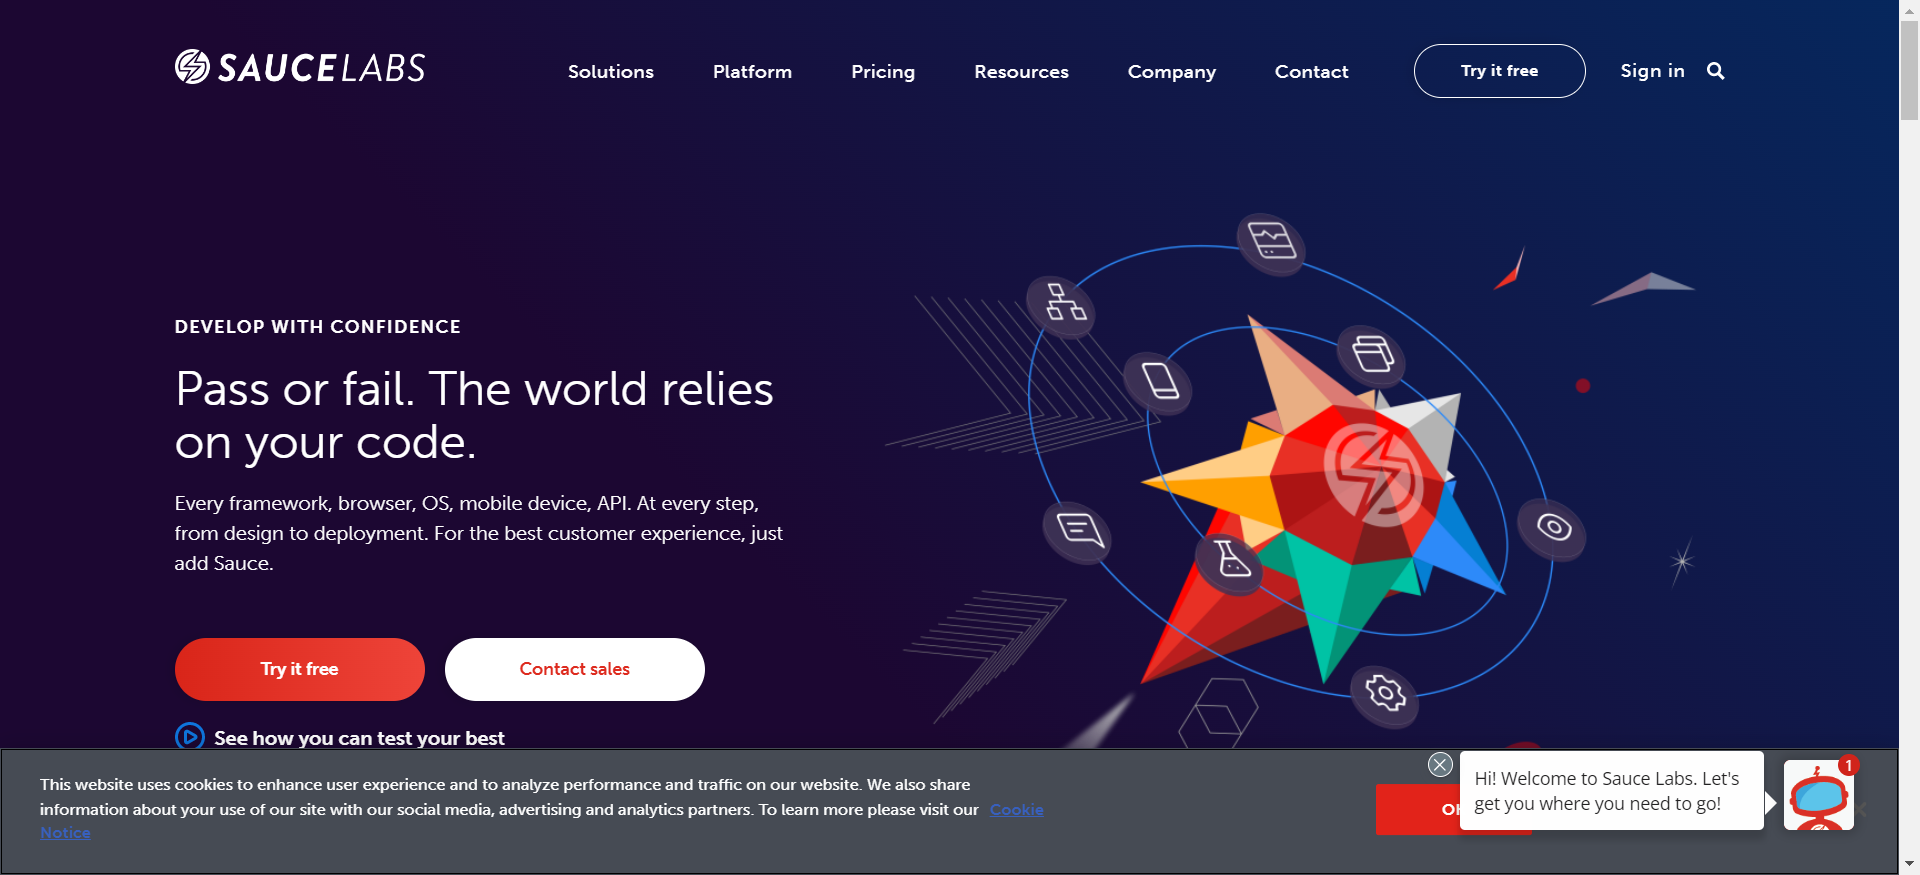 SAUCELABS
Solutions
Platform
Pricing
Resources
Company
Contact
Try it free
Sign in
DEVELOP WITH CONFIDENCE
Pass or fail. The world relies
on your code.
Every framework, browser, OS, mobile device, API. At every step,
from design to deployment. For the best customer experience, just
add Sauce.
Try it free
Contact sales
See how you can test your best
This website uses cookies to enhance user experience and to analyze performance and traffic on our website. We also share
information about your use of our site with our social media, advertising and analytics partners. To learn more please visit our Cookie
Notice
Hi! Welcome to Sauce Labs. Let's
get you where you need to go!
1